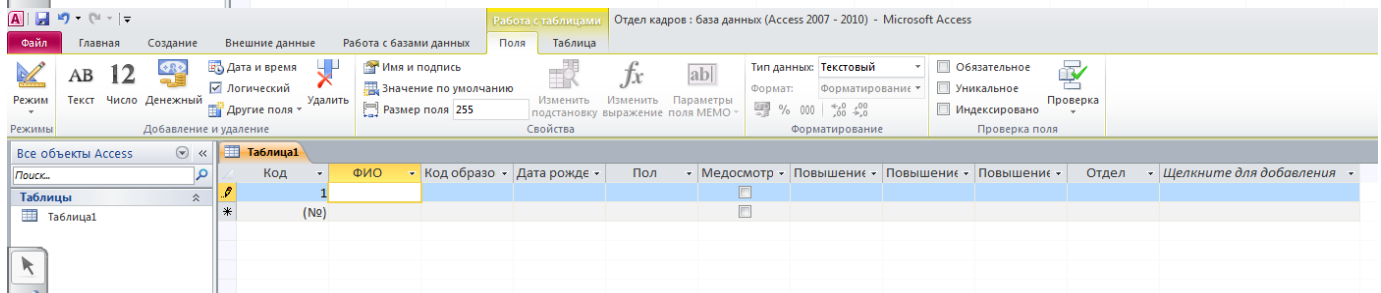 Работа с таблицами Отдел кадров : база данных (Access 2007 - 2010) - Microsoft Access
Файл Главная Создание Внешние данные Работа с базами данных Поля Таблица
Режим
AB Текст 12 Число Денежный
Дата и время
Логический
Другие поля
Удалить
Имя и подпись
Значение по умолчанию
Размер поля 255
Изменить подстановку
fx Изменить выражение
ab Параметры поля МЕМО
Тип данных: Текстовый
Формат: Форматирование
% 000
Обязательное
Уникальное
Индексировано
Проверка
Режимы Добавление и удаление Свойства Форматирование Проверка поля
Все объекты Access «
Поиск...
Таблицы
Таблица1
Таблица1
Код ФИО Код образо Дата рожде Пол Медосмотр Повышение Повышение Повышение Отдел Щелкните для добавления
1
* (№)